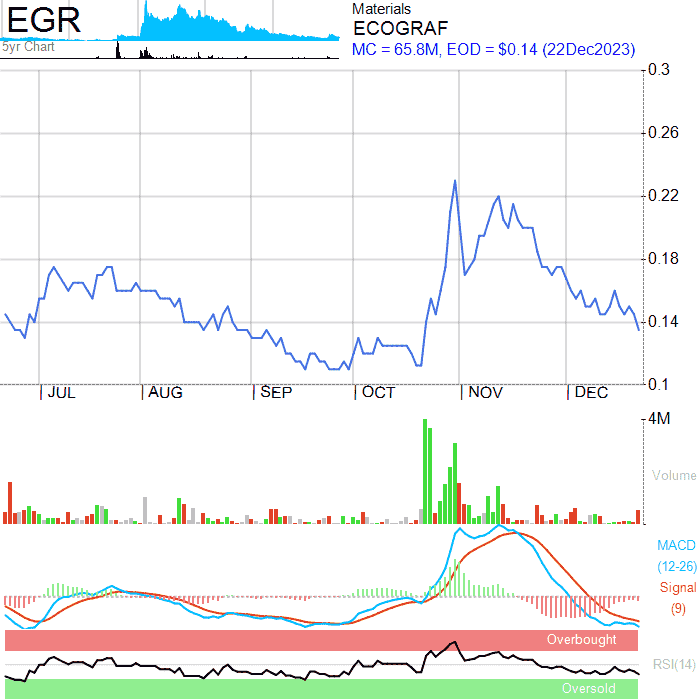 EGR
5yr Chart
Materials
ECOGRAF
MC = 65.8M, EOD = $0.14 (22Dec2023)
0.3
0.26
0.22
0.18
0.14
0.1
JUL AUG SEP OCT NOV DEC
4M
Volume
MACD
(12-26)
Signal
(9)
Overbought
RSI(14)
Oversold